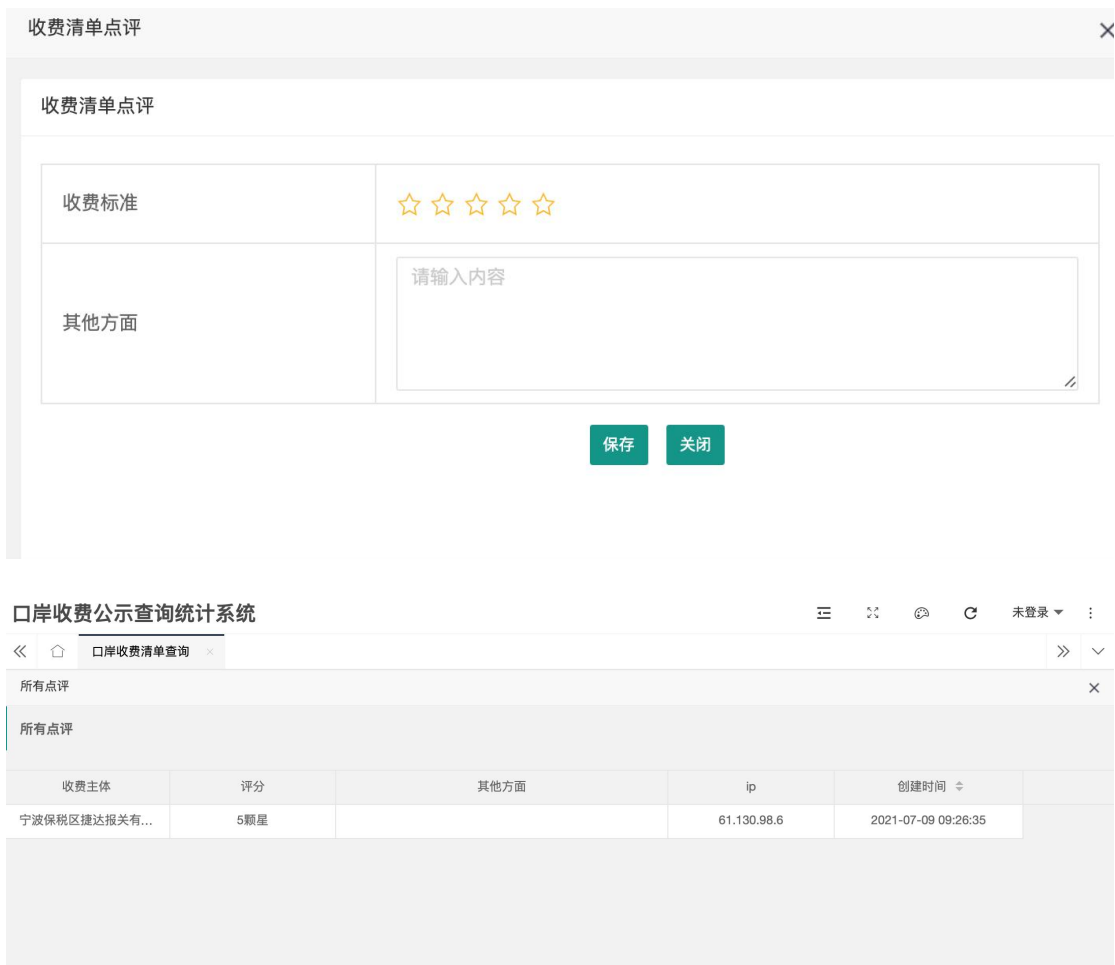 收费清单点评
收费清单点评
收费标准
其他方面
请输入内容
保存 关闭
口岸收费公示查询统计系统 未登录
口岸收费清单查询
所有点评
所有点评
收费主体 评分 其他方面 ip 创建时间
宁波保税区捷达报关有... 5颗星 61.130.98.6 2021-07-09 09:26:35